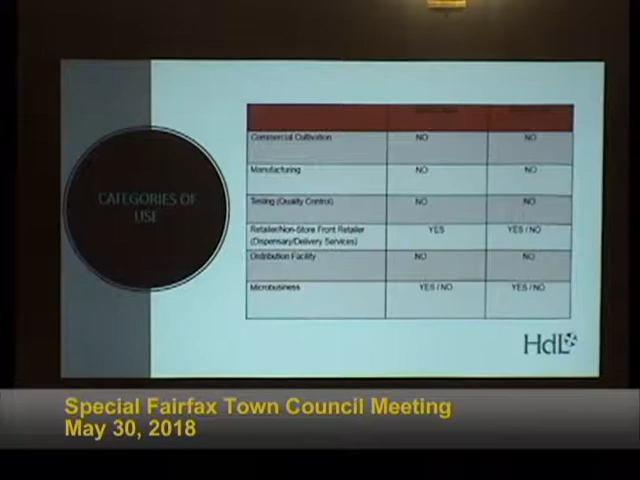 CATEGORIES OF
USE
Commercial Cultivation NO NO
Manufacturing NO NO
Testing (Quality Control) NO NO
Retailer/Non-Store Front Retailer YES YES / NO
(Dispensary/Delivery Services)
Distribution Facility NO NO
Microbusiness YES / NO YES / NO
HdL
Special Fairfax Town Council Meeting
May 30, 2018